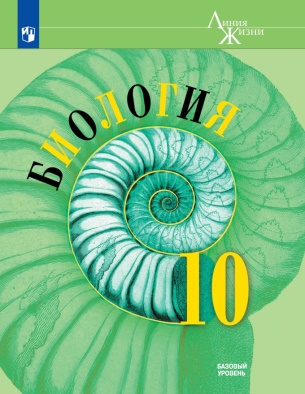 Линия
Жизни
БИОЛОГИЯ
10
БАЗОВЫЙ
УРОВЕНЬ